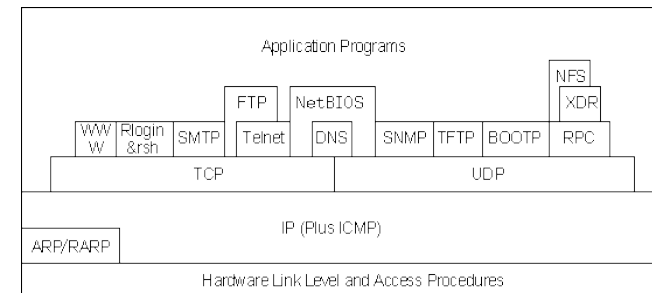 Application Programs
NFS
FTP
NetBIOS
XDR
WW
W
Rlogin
&rsh
SMTP
Telnet
DNS
SNMP
TFTP
BOOTP
RPC
TCP
UDP
IP (Plus ICMP)
ARP/RARP
Hardware Link Level and Access Procedures